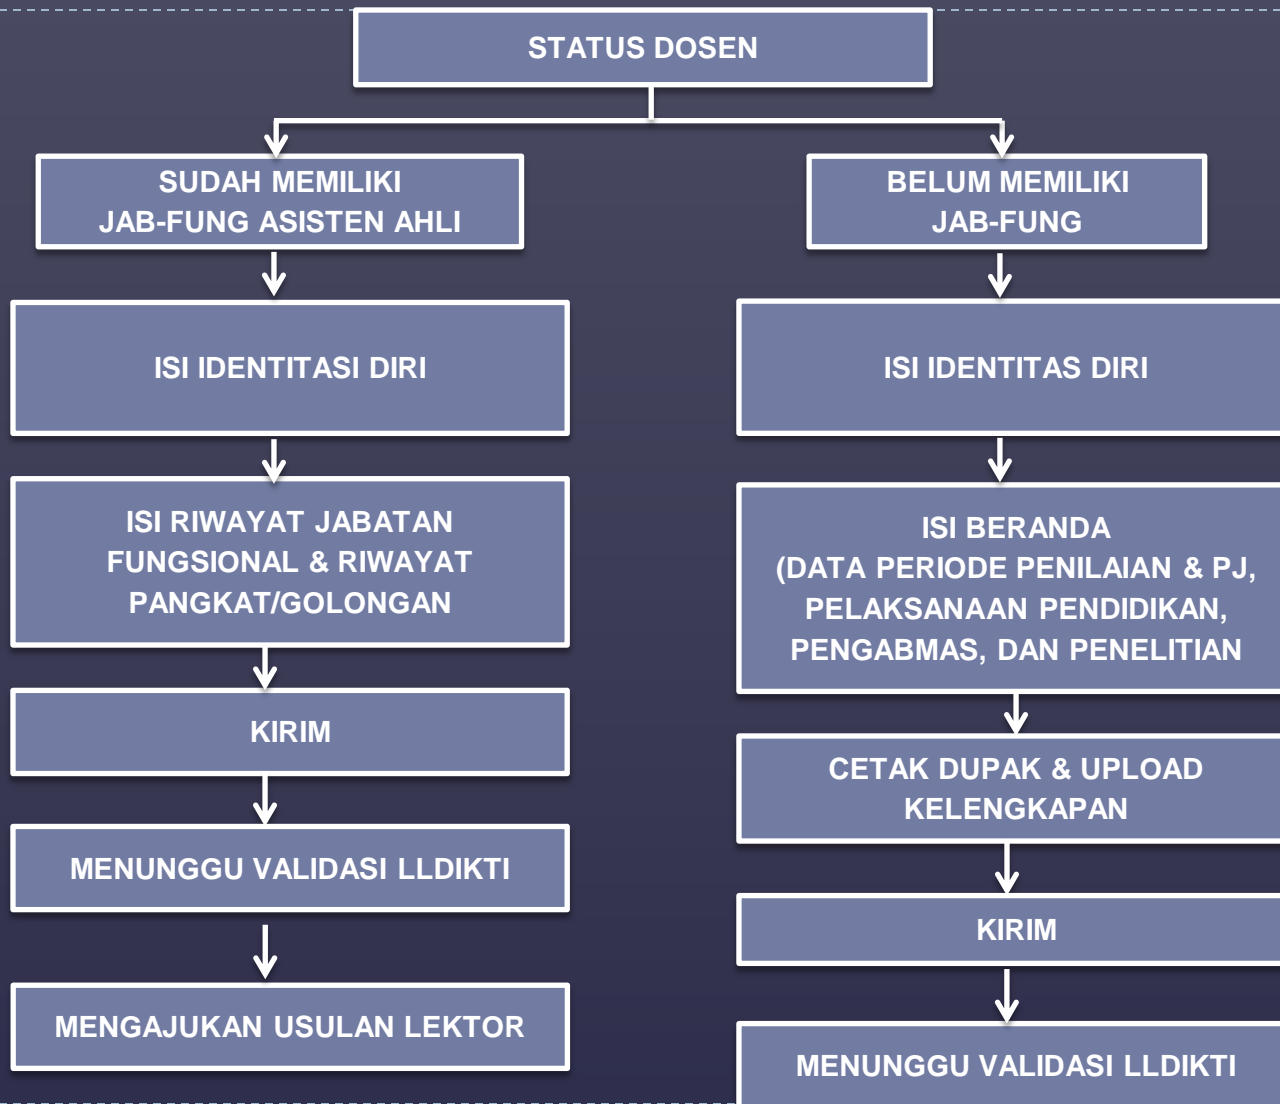 STATUS DOSEN
SUDAH MEMILIKI
JAB-FUNG ASISTEN AHLI
ISI IDENTITASI DIRI
ISI RIWAYAT JABATAN
FUNGSIONAL & RIWAYAT
PANGKAT/GOLONGAN
KIRIM
MENUNGGU VALIDASI LLDIKTI
MENGAJUKAN USULAN LEKTOR
BELUM MEMILIKI
JAB-FUNG
ISI IDENTITAS DIRI
ISI BERANDA
(DATA PERIODE PENILAIAN & PJ,
PELAKSANAAN PENDIDIKAN,
PENGABMAS, DAN PENELITIAN
CETAK DUPAK & UPLOAD
KELENGKAPAN
KIRIM
MENUNGGU VALIDASI LLDIKTI